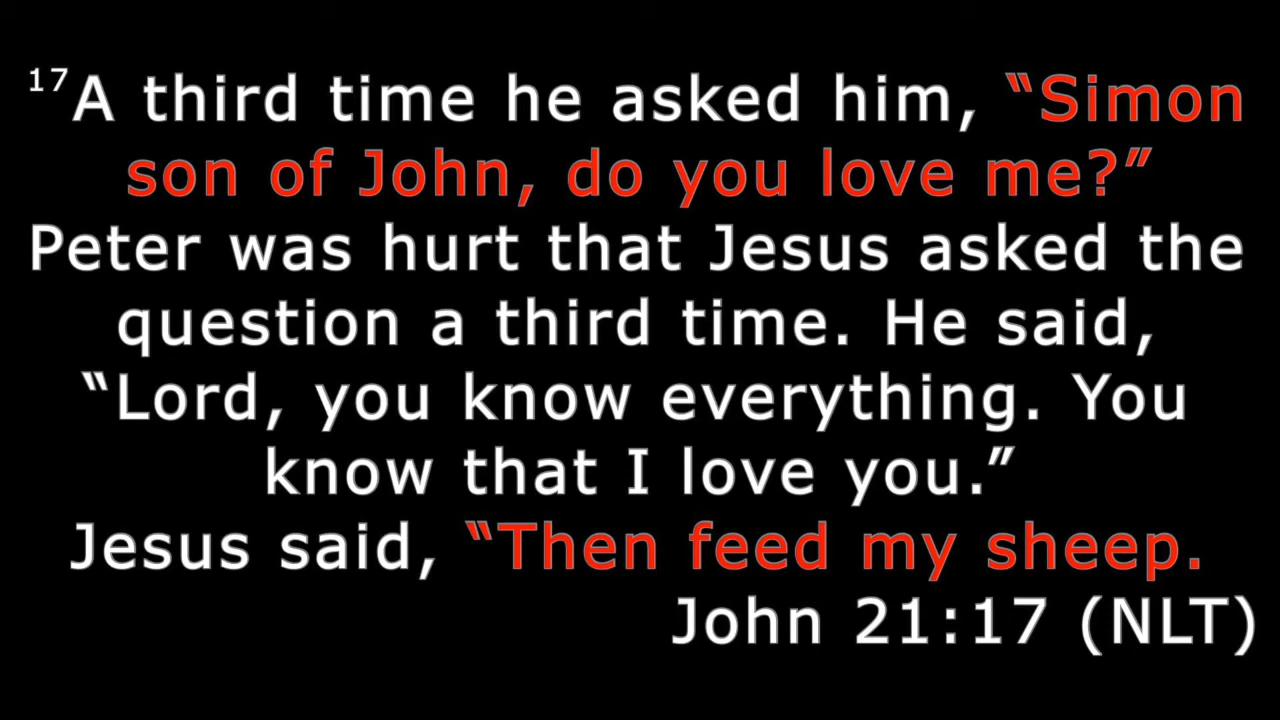 17A third time he asked him, “Simon
son of John, do you love me?”
Peter was hurt that Jesus asked the
question a third time. He said,
“Lord, you know everything. You
know that I love you.”
Jesus said, “Then feed my sheep.
John 21:17 (NLT)